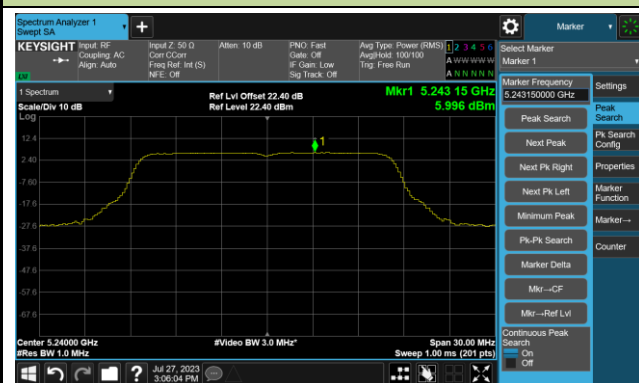 Spectrum Analyzer 1
Swept SA
Marker
KEYSIGHT
Input: RF
Coupling: AC
Align: Auto
Input Z: 50 Ω
Corr CCorr
Freq Ref: Int (S)
NFE: Off
Atten: 10 dB
PNO: Fast
Gate: Off
IF Gain: Low
Sig Track: Off
Avg Type: Power (RMS)
Avg|Hold: 100/100
Trig: Free Run
1 2 3 4 5 6
A W W W W W
A N N N N N
Select Marker
Marker 1
1 Spectrum
Scale/Div 10 dB
Log
Ref Lvl Offset 22.40 dB
Ref Level 22.40 dBm
Mkr1 5.243 15 GHz
5.996 dBm
1
12.4
2.40
-7.60
-17.6
-27.6
-37.6
-47.6
-57.6
-67.6
Center 5.24000 GHz
#Res BW 1.0 MHz
#Video BW 3.0 MHz*
Span 30.00 MHz
Sweep 1.00 ms (201 pts)
Marker Frequency
5.243150000 GHz
Peak Search
Next Peak
Next Pk Right
Next Pk Left
Minimum Peak
Pk-Pk Search
Marker Delta
Mkr→CF
Mkr→Ref Lvl
Continuous Peak
Search
On
Off
Settings
Peak
Search
Pk Search
Config
Properties
Marker
Function
Marker→
Counter
Jul 27, 2023
3:06:04 PM